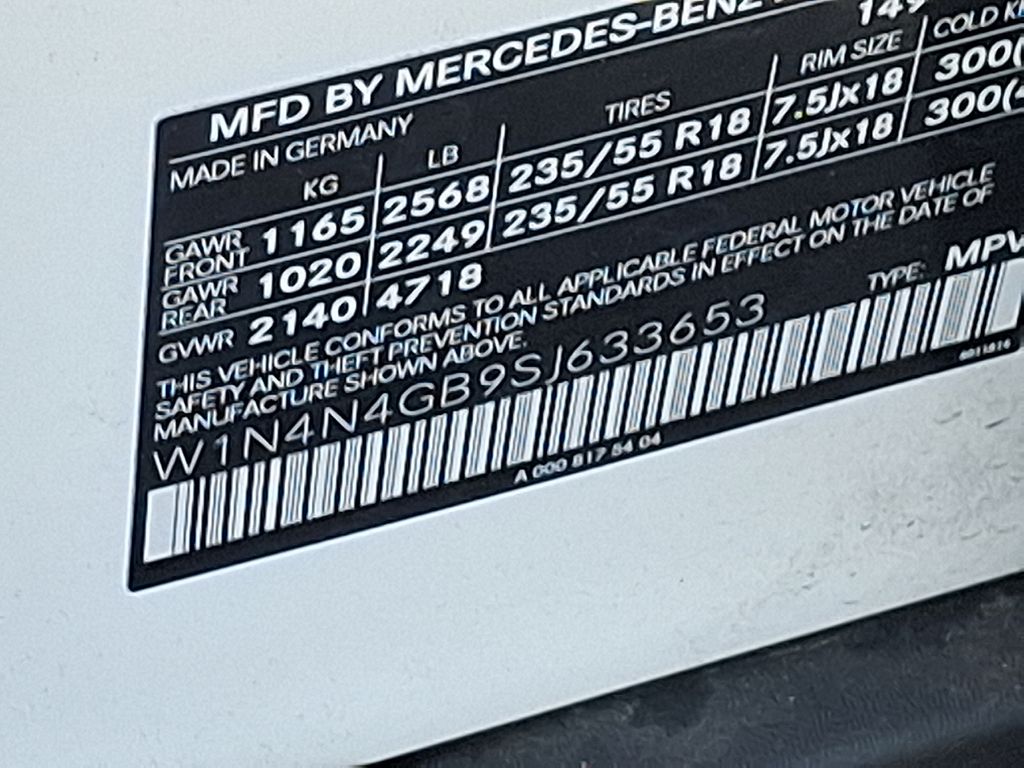 MFD BY MERCEDES-BENZ
MADE IN GERMANY
KG LB TIRES RIM SIZE COLD
GAWR FRONT 1165 2568 235/55 R18 7.5Jx18 300(
GAWR REAR 1020 2249 235/55 R18 7.5Jx18 300(
GVWR 2140 4718
THIS VEHICLE CONFORMS TO ALL APPLICABLE FEDERAL MOTOR VEHICLE
SAFETY AND THEFT PREVENTION STANDARDS IN EFFECT ON THE DATE OF
MANUFACTURE SHOWN ABOVE.
W1N4N4GB9SJ633653 TYPE: MPV
A 000 817 54 04